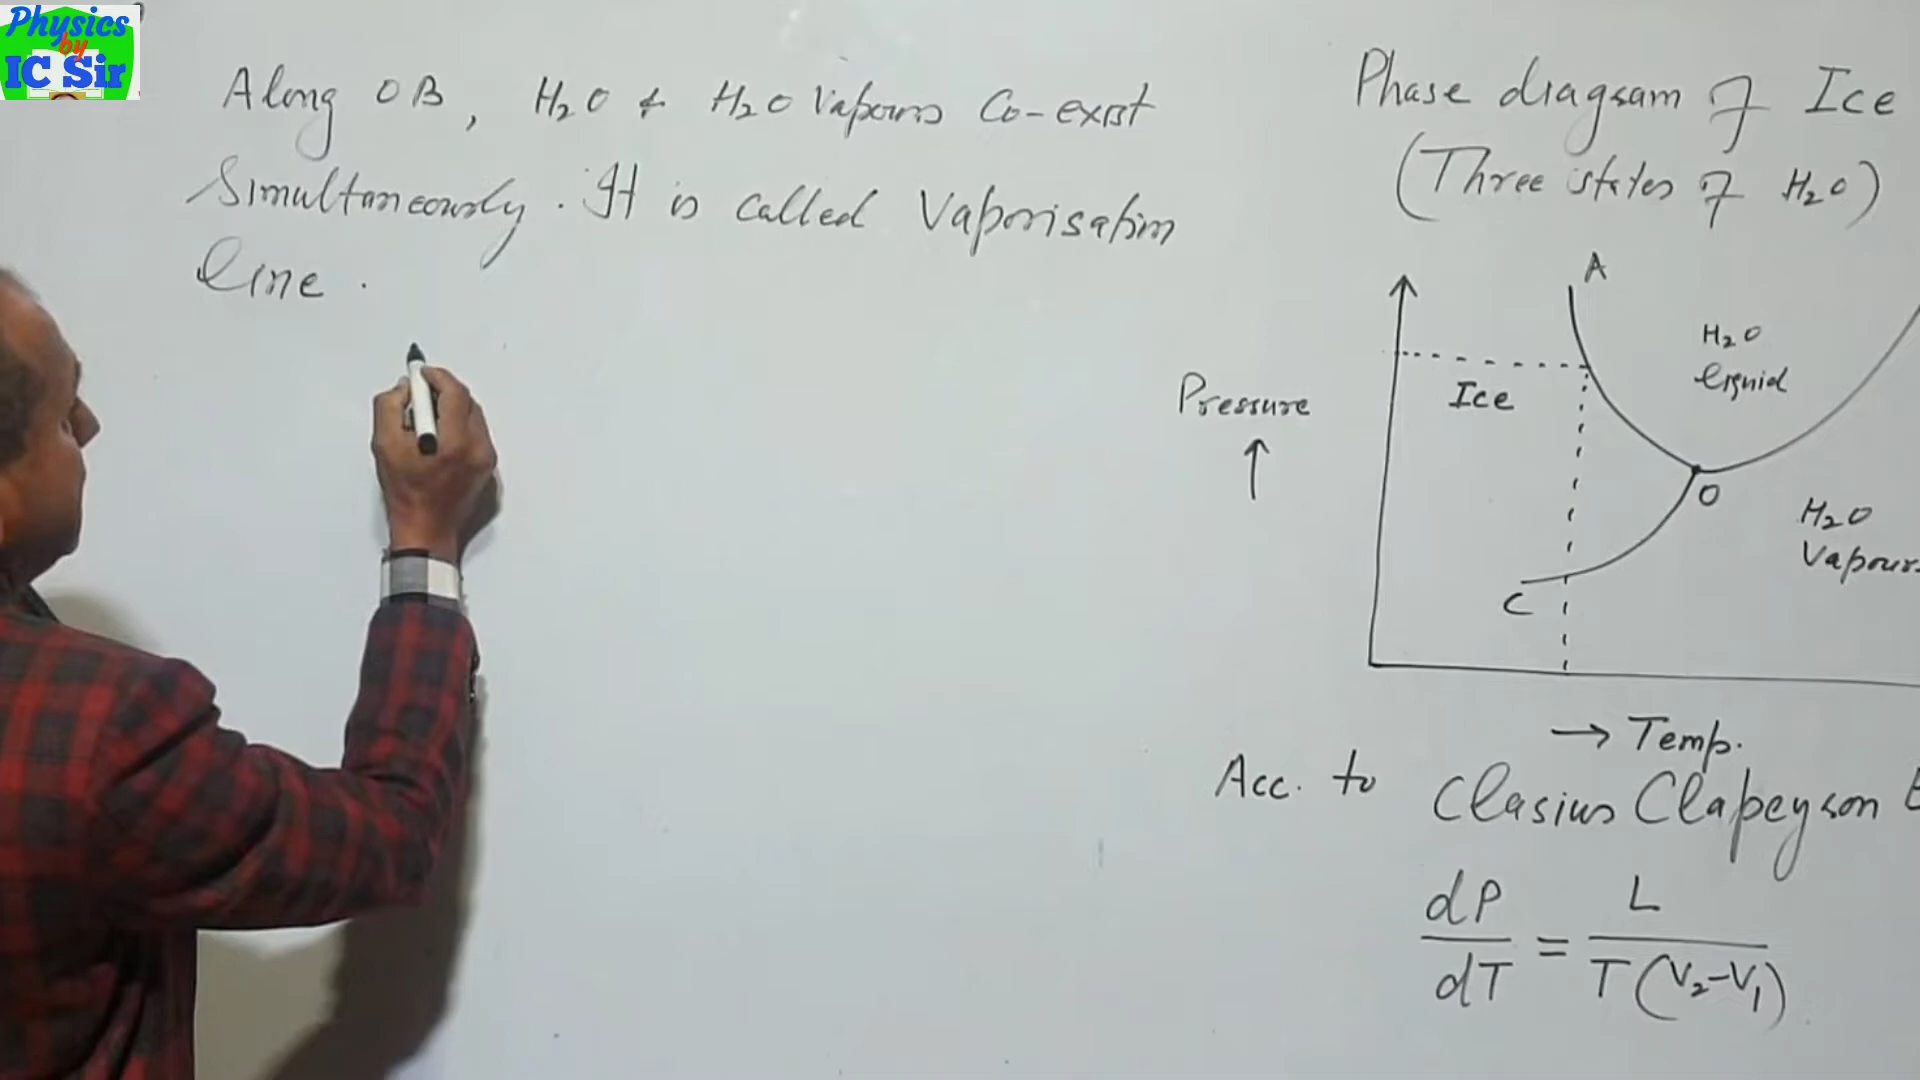 Physics
by
IC Sir
Along OB, H₂O & H₂O Vapours Co-exist
Simultaneously. It is called Vaporisation
line.
Phase diagram of Ice
(Three states of H₂O)
A
H₂O
liquid
Ice
Pressure
↑
O
H₂O
Vapours
C
→ Temp.
Acc. to Clasius Clapeyron E
dP/dT = L/T(V₂-V₁)